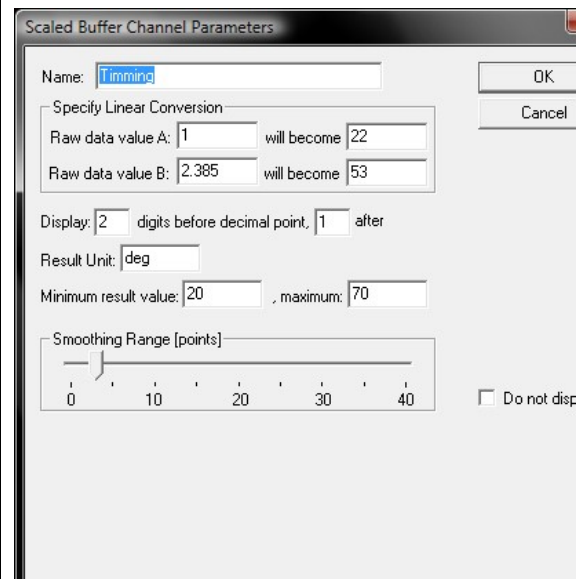 Scaled Buffer Channel Parameters
Name: Timming
OK
Cancel
Specify Linear Conversion
Raw data value A: 1 will become 22
Raw data value B: 2.385 will become 53
Display: 2 digits before decimal point, 1 after
Result Unit: deg
Minimum result value: 20 , maximum: 70
Smoothing Range [points]
0 10 20 30 40
Do not disp